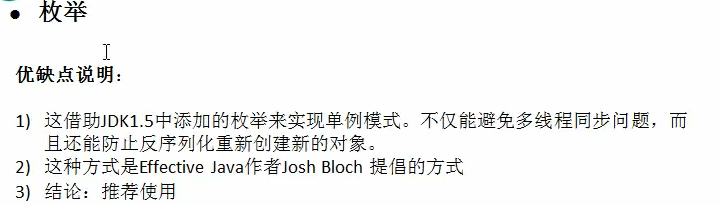 • 枚举
优缺点说明：
1) 这借助JDK1.5中添加的枚举来实现单例模式。不仅能避免多线程同步问题，而
且还能防止反序列化重新创建新的对象。
2) 这种方式是Effective Java作者Josh Bloch 提倡的方式
3) 结论：推荐使用